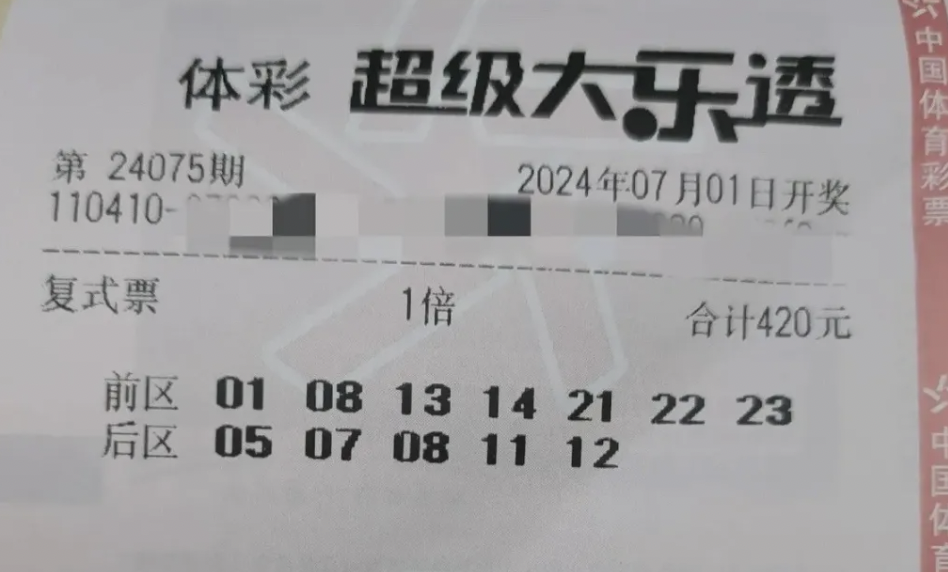 体彩 超级大乐透
第 24075期 2024年07月01日开奖
110410-
复式票 1倍 合计420元
前区 01 08 13 14 21 22 23
后区 05 07 08 11 12
中国体育彩票
中国体育